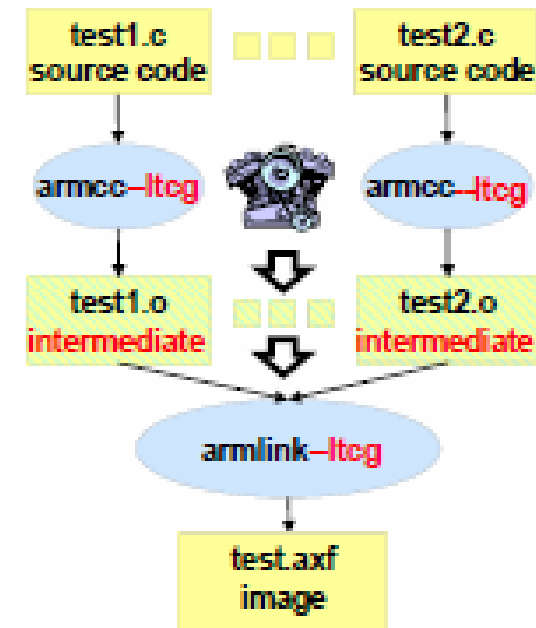 test1.c
source code
test2.c
source code
armcc--ltcg
armcc--ltcg
test1.o
intermediate
test2.o
intermediate
armlink--ltcg
test.axf
image